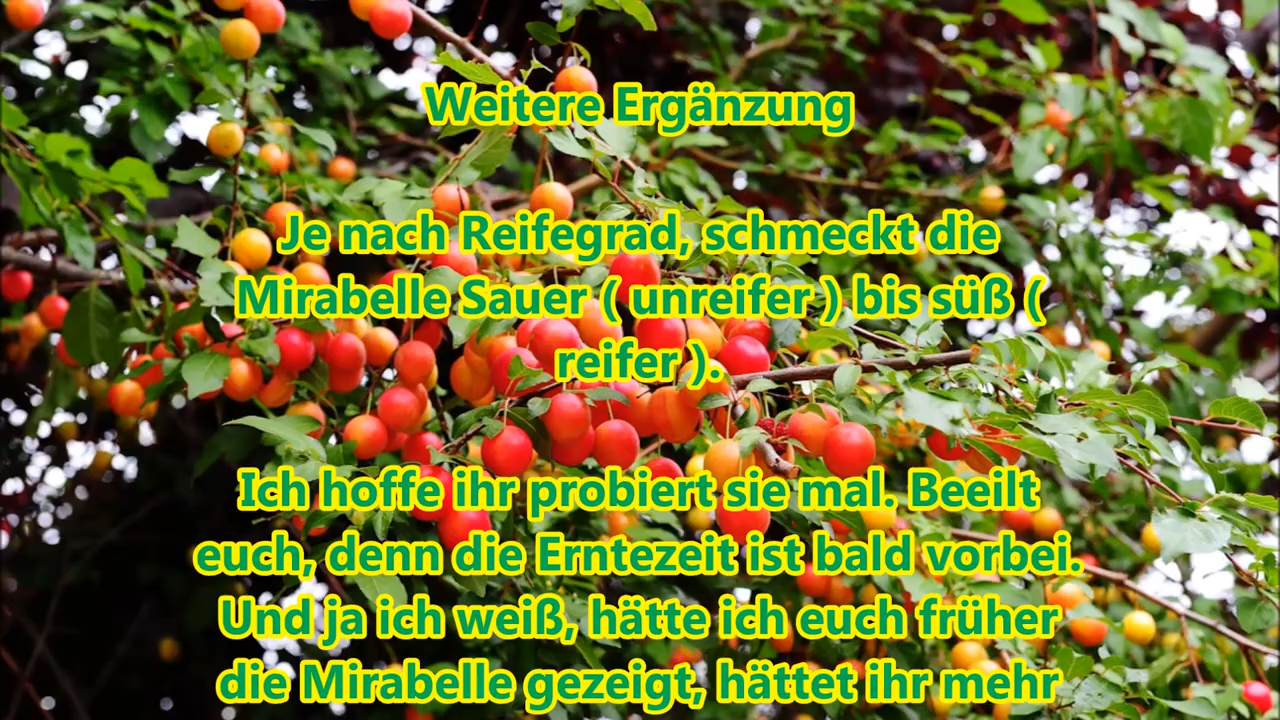 Weitere Ergänzung
Je nach Reifegrad, schmeckt die
Mirabelle Sauer ( unreifer ) bis süß (
reifer ).
Ich hoffe ihr probiert sie mal. Beeilt
euch, denn die Erntezeit ist bald vorbei.
Und ja ich weiß, hätte ich euch früher
die Mirabelle gezeigt, hättet ihr mehr